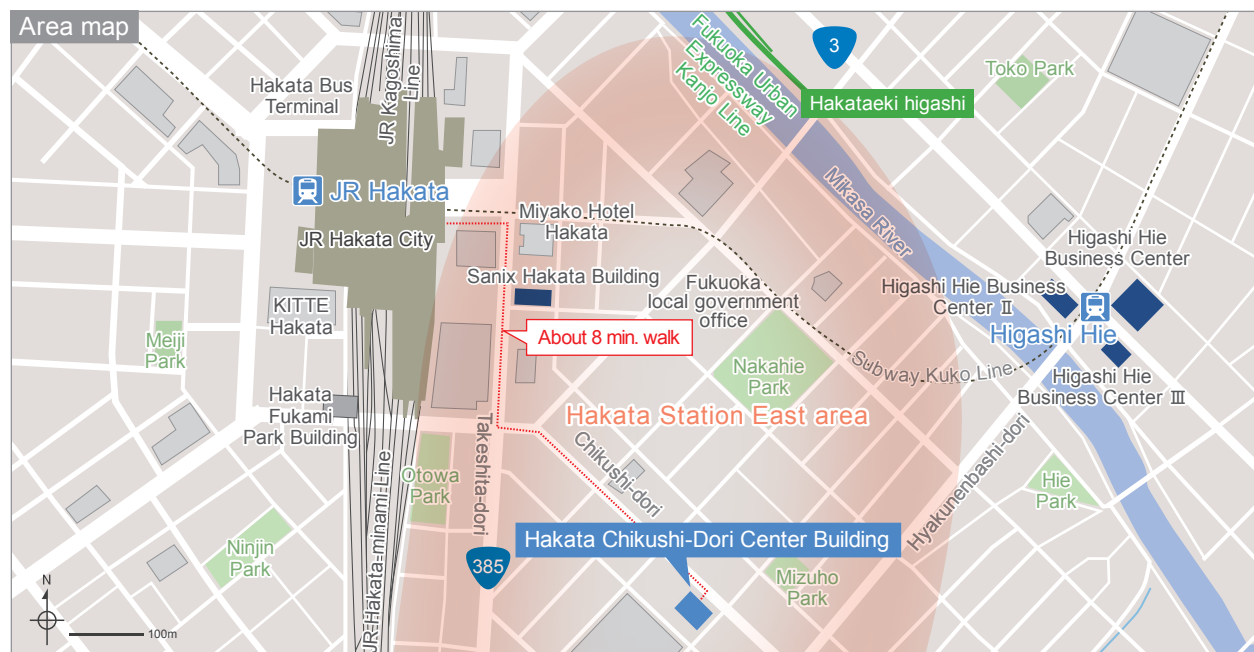 Area map
3
Fukuoka Urban
Expressway
Kanjo Line
Toko Park
Hakata Bus
Terminal
JR Kagoshima
Line
Hakataeki higashi
JR Hakata
Mikasa River
Miyako Hotel
Hakata
JR Hakata City
Higashi Hie
Business Center
Sanix Hakata Building
Fukuoka
local government
office
Higashi Hie Business
Center Ⅱ
KITTE
Hakata
Higashi Hie
About 8 min. walk
Meiji
Park
Nakahie
Park
Subway Kuko Line
Higashi Hie
Business Center Ⅲ
Hakata
Fukami
Park Building
Hakata Station East area
Takeshita-dori
Chikushi-dori
Hyakunenbashi-dori
Otowa
Park
Hie
Park
JR Hakata-minami Line
Hakata Chikushi-Dori Center Building
Ninjin
Park
385
Mizuho
Park
N
100m